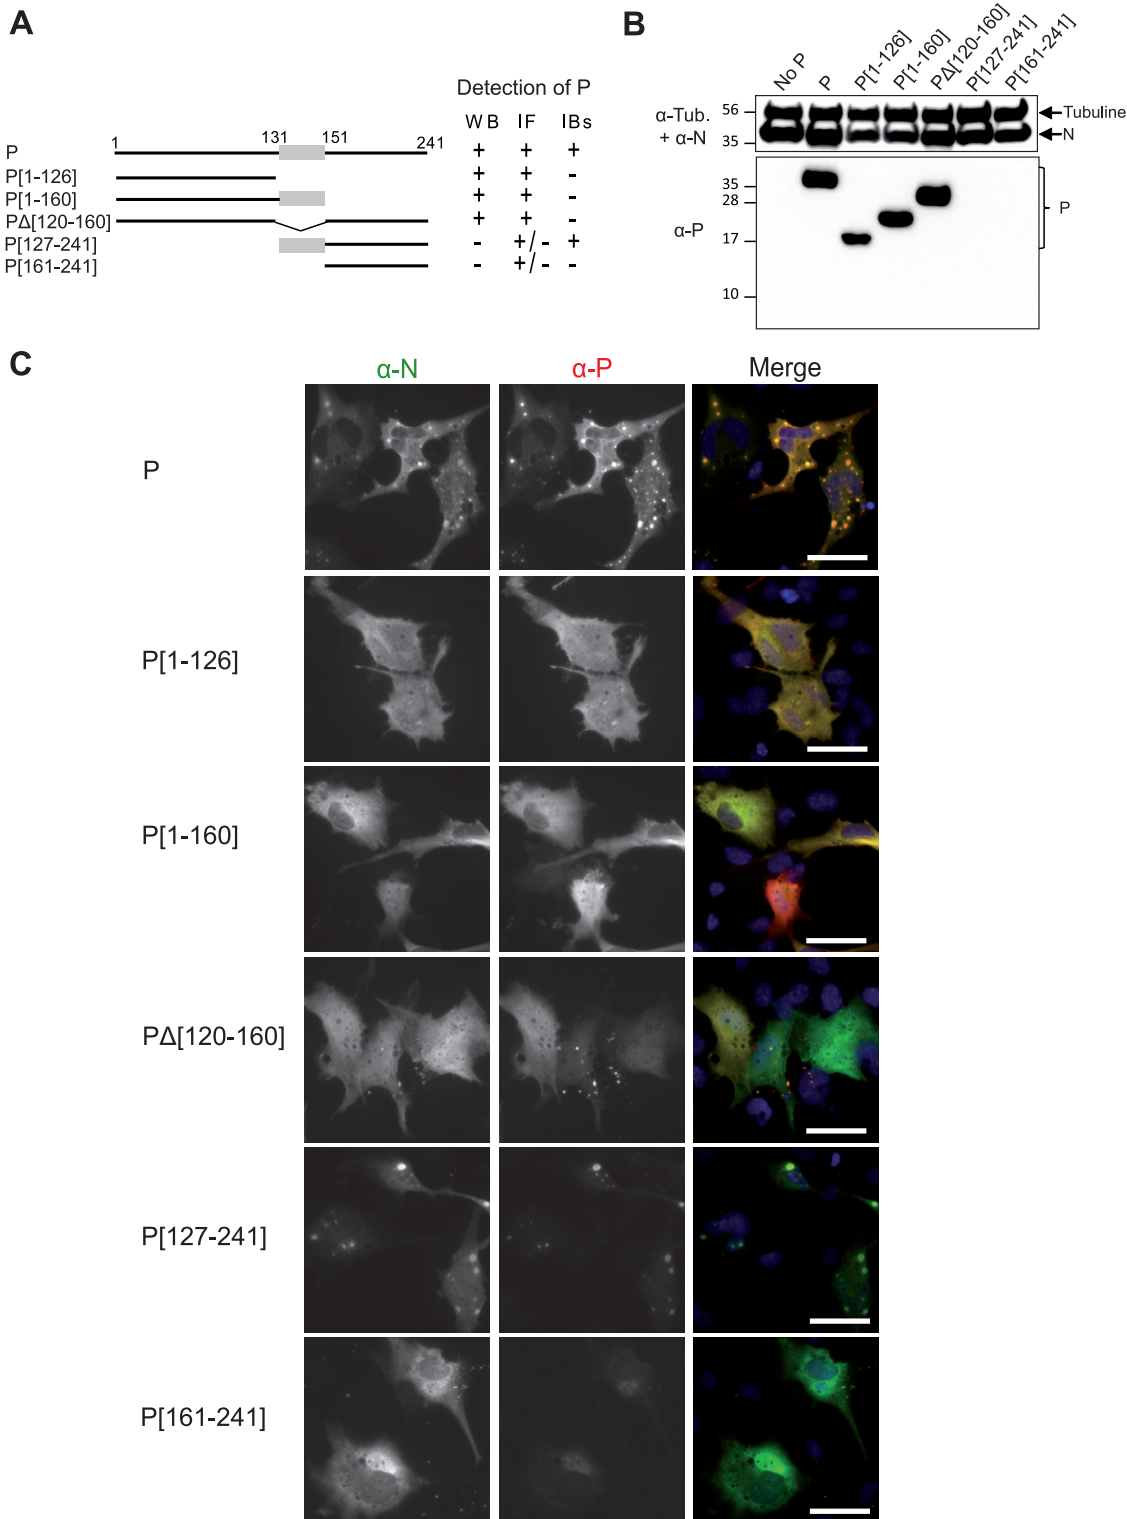 A
Detection of P
WB IF IBs
1 131 151 241
P + + +
P[1-126] + + -
P[1-160] + + -
PΔ[120-160] + + -
P[127-241] - +/- +
P[161-241] - +/- -
B
No P P P[1-126] P[1-160] PΔ[120-160] P[127-241] P[161-241]
α-Tub. + α-N
56
35
Tubuline
N
α-P
35
28
17
10
P
C
α-N α-P Merge
P
P[1-126]
P[1-160]
PΔ[120-160]
P[127-241]
P[161-241]